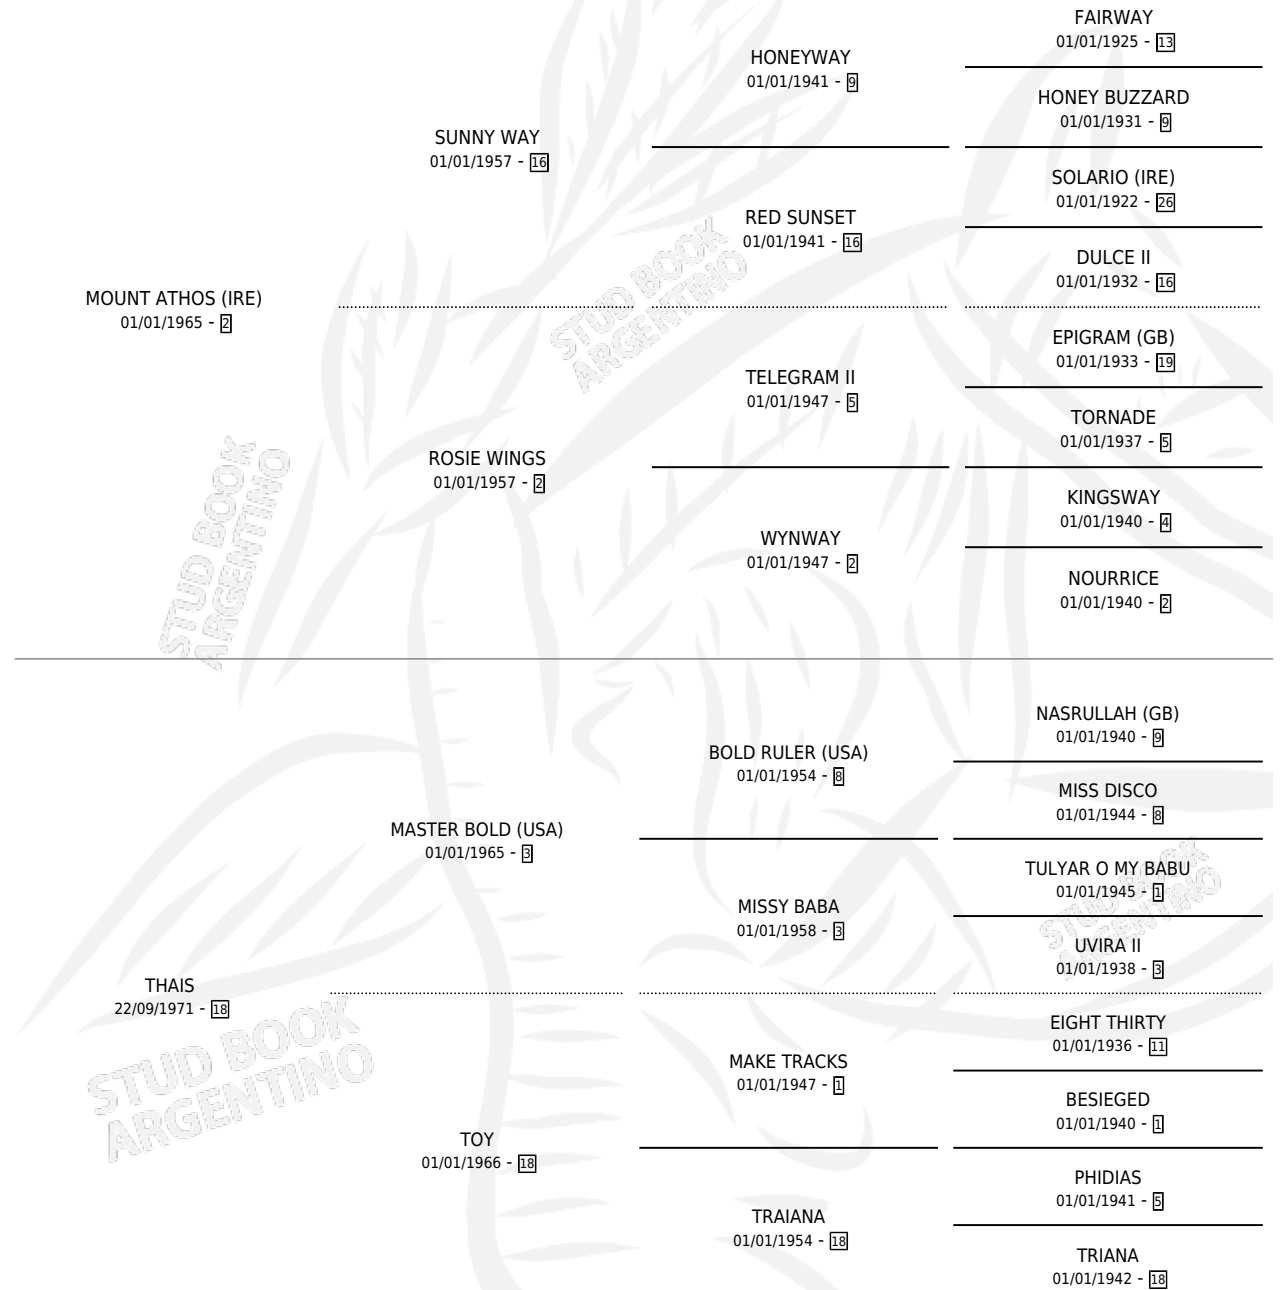 FAIRWAY
01/01/1925 - 13
HONEYWAY
01/01/1941 - 9
HONEY BUZZARD
01/01/1931 - 9
SUNNY WAY
01/01/1957 - 16
SOLARIO (IRE)
01/01/1922 - 26
RED SUNSET
01/01/1941 - 16
DULCE II
01/01/1932 - 16
MOUNT ATHOS (IRE)
01/01/1965 - 2
EPIGRAM (GB)
01/01/1933 - 19
TELEGRAM II
01/01/1947 - 5
TORNADE
01/01/1937 - 5
ROSIE WINGS
01/01/1957 - 2
KINGSWAY
01/01/1940 - 4
WYNWAY
01/01/1947 - 2
NOURRICE
01/01/1940 - 2
NASRULLAH (GB)
01/01/1940 - 9
BOLD RULER (USA)
01/01/1954 - 8
MISS DISCO
01/01/1944 - 8
MASTER BOLD (USA)
01/01/1965 - 3
TULYAR O MY BABU
01/01/1945 - 1
MISSY BABA
01/01/1958 - 3
UVIRA II
01/01/1938 - 3
THAIS
22/09/1971 - 18
EIGHT THIRTY
01/01/1936 - 11
MAKE TRACKS
01/01/1947 - 1
BESIEGED
01/01/1940 - 1
TOY
01/01/1966 - 18
PHIDIAS
01/01/1941 - 5
TRAIANA
01/01/1954 - 18
TRIANA
01/01/1942 - 18
STUD BOOK
ARGENTINO
STUD BOOK
ARGENTINO
STUD BOOK
ARGENTINO
STUD BOOK
ARGENTINO